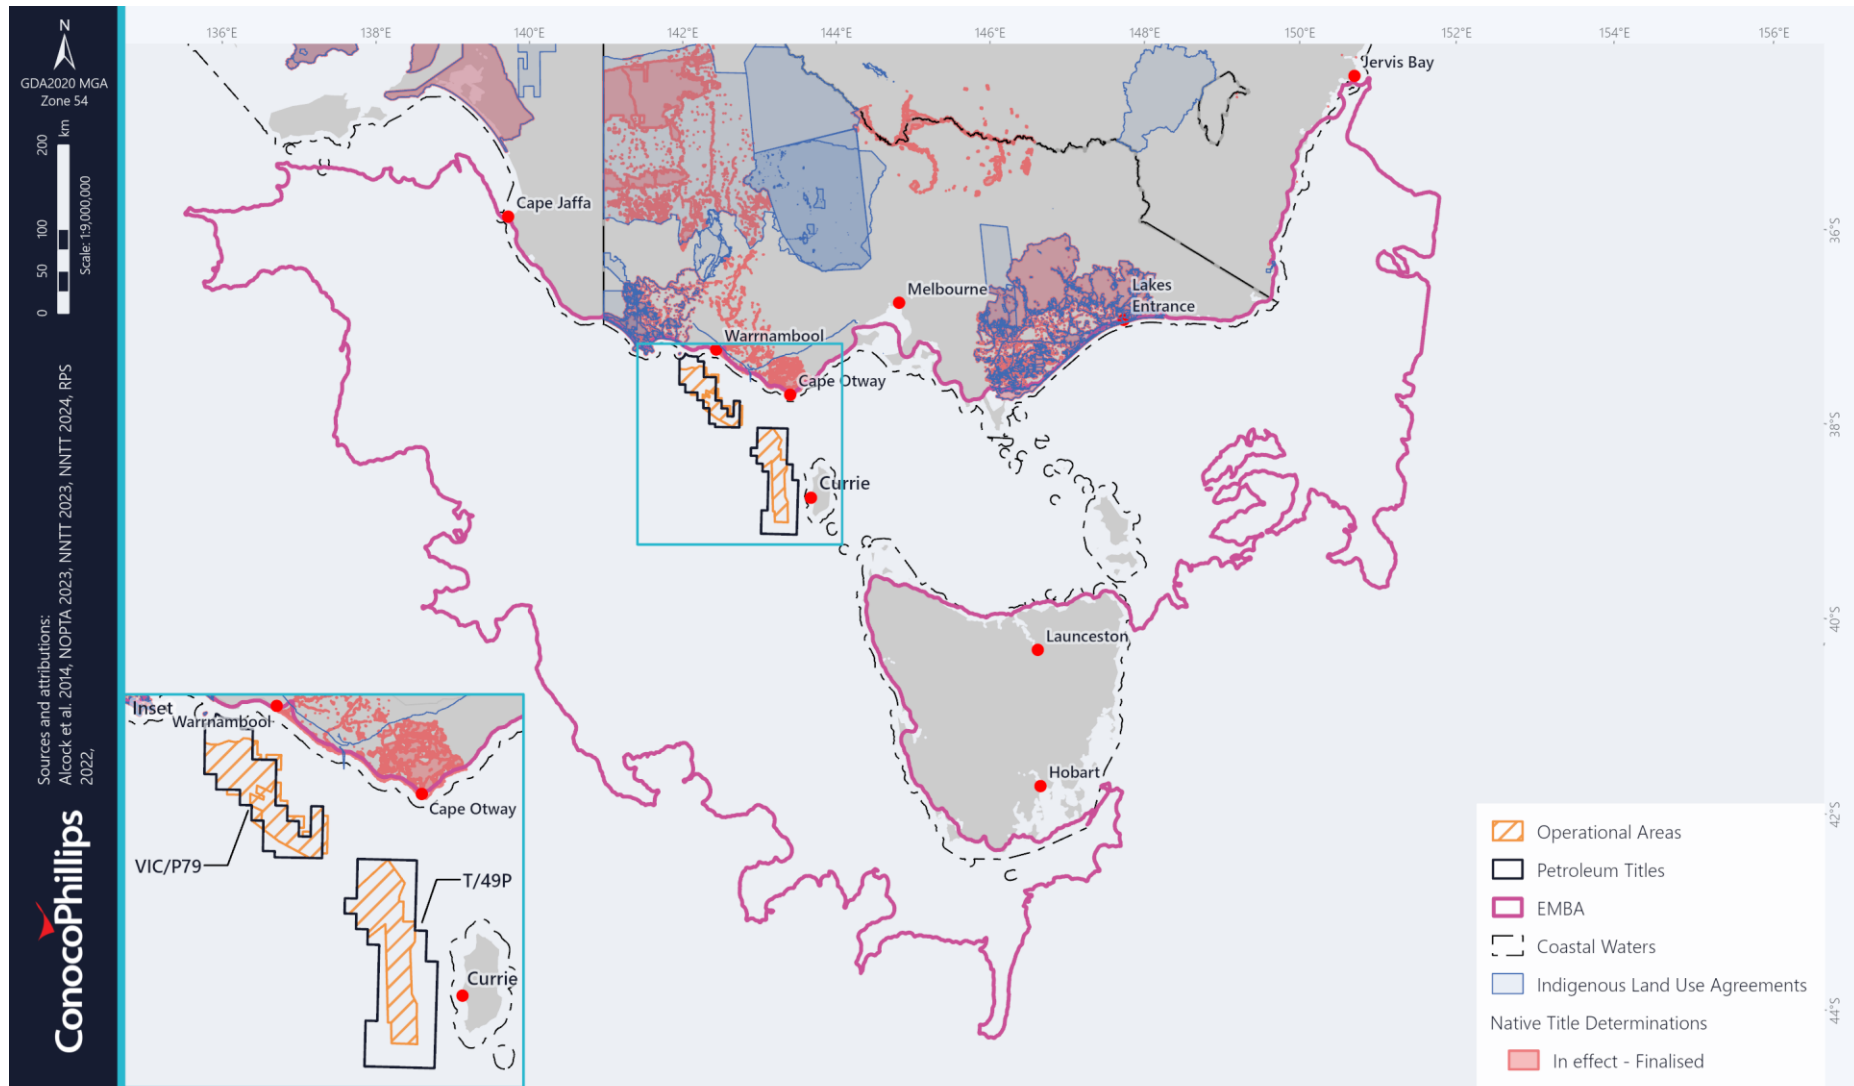 N
GDA2020 MGA
Zone 54
0 50 100 200
km
Scale: 1:9,000,000
Sources and attributions:
Alcock et al. 2014, NOPTA 2023, NNTT 2023, NNTT 2024, RPS
2022,
ConocoPhillips
136°E 138°E 140°E 142°E 144°E 146°E 148°E 150°E 152°E 154°E 156°E
36°S
38°S
40°S
42°S
44°S
Jervis Bay
Cape Jaffa
Melbourne
Lakes
Entrance
Warrnambool
Cape Otway
Currie
Launceston
Hobart
Inset
Warrnambool
Cape Otway
VIC/P79
T/49P
Currie
Operational Areas
Petroleum Titles
EMBA
Coastal Waters
Indigenous Land Use Agreements
Native Title Determinations
In effect - Finalised